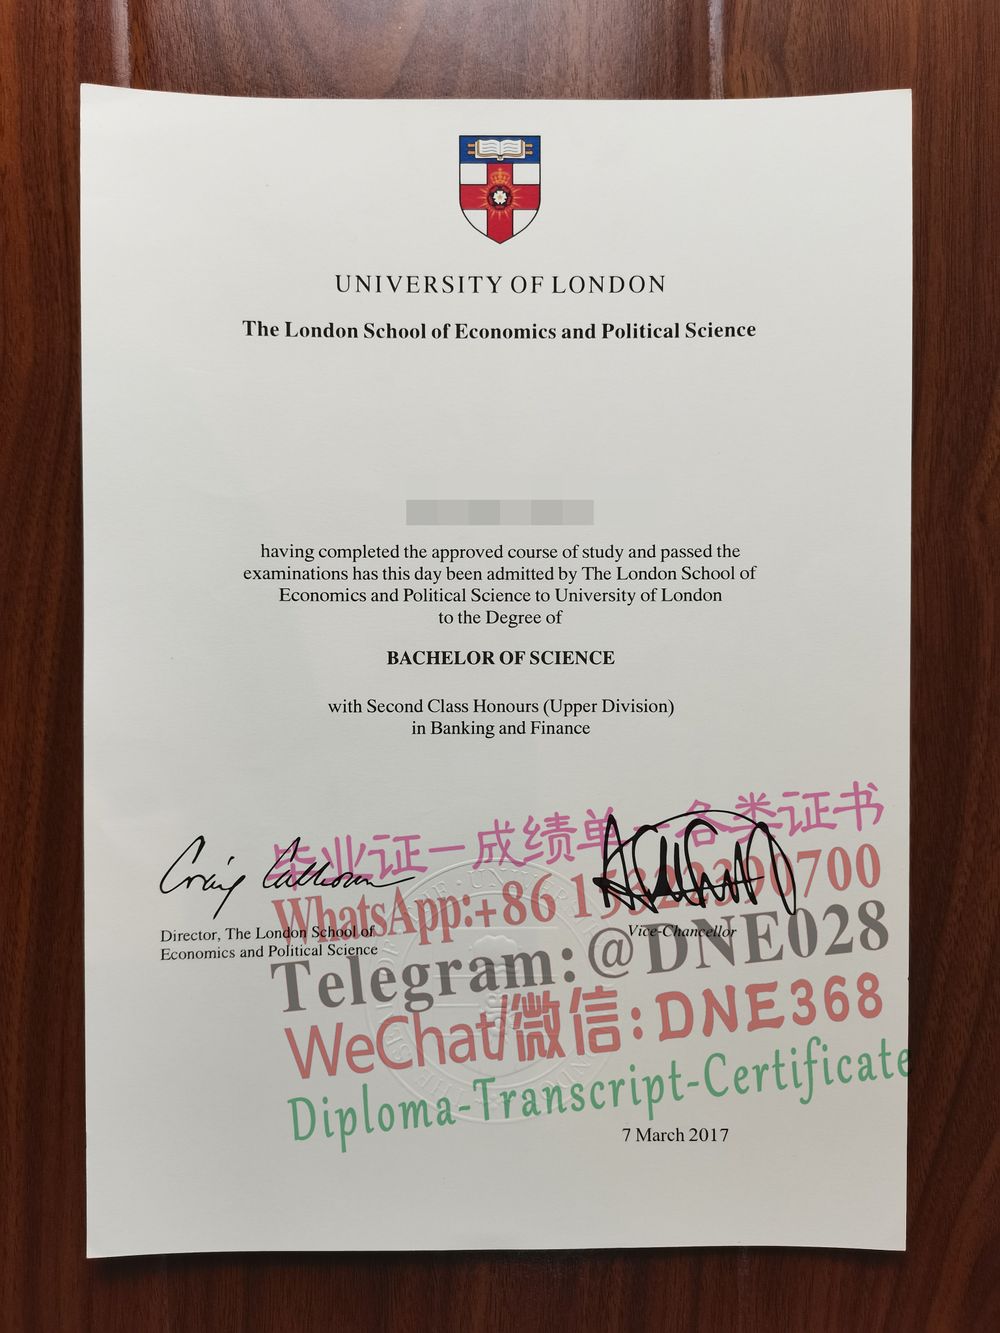 UNIVERSITY OF LONDON
The London School of Economics and Political Science
having completed the approved course of study and passed the
examinations has this day been admitted by The London School of
Economics and Political Science to University of London
to the Degree of
BACHELOR OF SCIENCE
with Second Class Honours (Upper Division)
in Banking and Finance
毕业证—成绩单—各类证书
Craig Calhoun
WhatsApp:+86 15322390700
Director, The London School of
Economics and Political Science
Vice-Chancellor
Telegram:@DNE028
WeChat/微信:DNE368
Diploma-Transcript-Certificate
7 March 2017